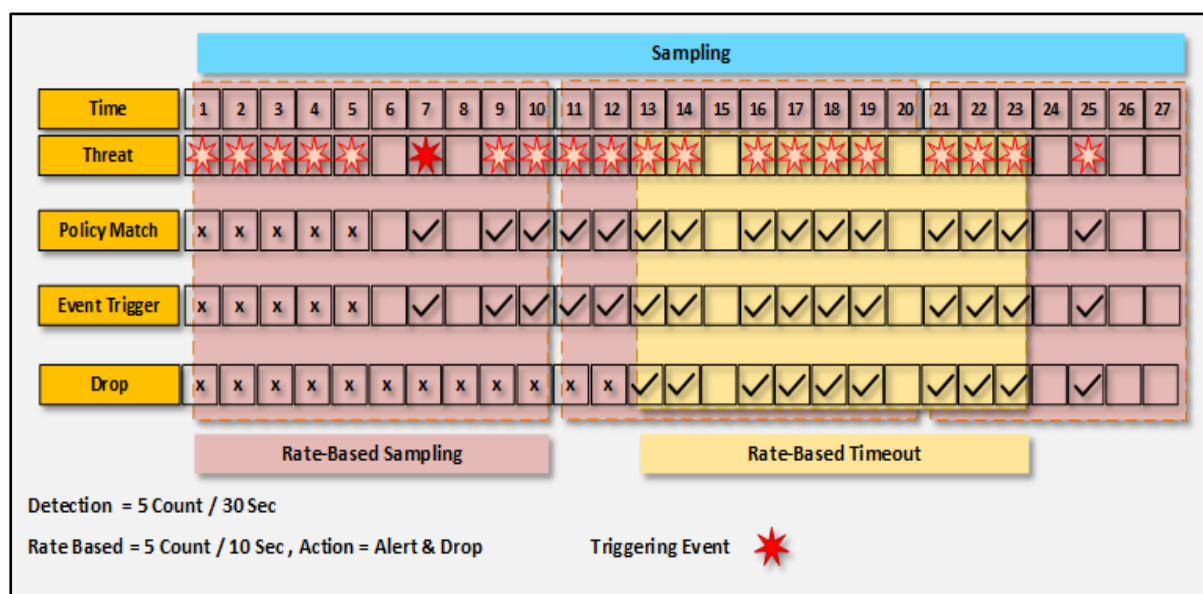 Sampling
Time 1 2 3 4 5 6 7 8 9 10 11 12 13 14 15 16 17 18 19 20 21 22 23 24 25 26 27
Threat
Policy Match x x x x x
Event Trigger x x x x x
Drop x x x x x x x x x x x x
Rate-Based Sampling Rate-Based Timeout
Detection = 5 Count / 30 Sec
Rate Based = 5 Count / 10 Sec , Action = Alert & Drop Triggering Event